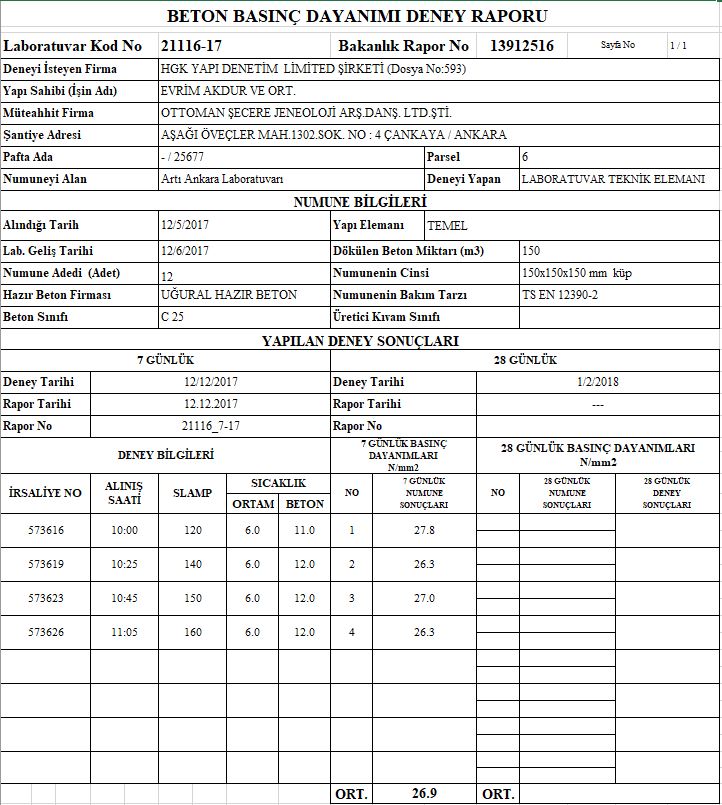 BETON BASINÇ DAYANIMI DENEY RAPORU
Laboratuvar Kod No 21116-17 Bakanlık Rapor No 13912516 Sayfa No 1 / 1
Deneyi İsteyen Firma HGK YAPI DENETİM LİMİTED ŞİRKETİ (Dosya No:593)
Yapı Sahibi (İşin Adı) EVRİM AKDUR VE ORT.
Müteahhit Firma OTTOMAN ŞECERE JENEOLOJİ ARŞ.DANŞ. LTD.ŞTİ.
Şantiye Adresi AŞAĞI ÖVEÇLER MAH.1302.SOK. NO : 4 ÇANKAYA / ANKARA
Pafta Ada - / 25677 Parsel 6
Numuneyi Alan Artı Ankara Laboratuvarı Deneyi Yapan LABORATUVAR TEKNİK ELEMANI
NUMUNE BİLGİLERİ
Alındığı Tarih 12/5/2017 Yapı Elemanı TEMEL
Lab. Geliş Tarihi 12/6/2017 Dökülen Beton Miktarı (m3) 150
Numune Adedi (Adet) 12 Numunenin Cinsi 150x150x150 mm küp
Hazır Beton Firması UĞURAL HAZIR BETON Numunenin Bakım Tarzı TS EN 12390-2
Beton Sınıfı C 25 Üretici Kıvam Sınıfı
YAPILAN DENEY SONUÇLARI
7 GÜNLÜK 28 GÜNLÜK
Deney Tarihi 12/12/2017 Deney Tarihi 1/2/2018
Rapor Tarihi 12.12.2017 Rapor Tarihi ---
Rapor No 21116_7-17 Rapor No
DENEY BİLGİLERİ 7 GÜNLÜK BASINÇ DAYANIMLARI N/mm2 28 GÜNLÜK BASINÇ DAYANIMLARI N/mm2
İRSALİYE NO ALINIŞ SAATİ SLAMP SICAKLIK ORTAM BETON NO 7 GÜNLÜK NUMUNE SONUÇLARI NO 28 GÜNLÜK NUMUNE SONUÇLARI 28 GÜNLÜK DENEY SONUÇLARI
573616 10:00 120 6.0 11.0 1 27.8
573619 10:25 140 6.0 12.0 2 26.3
573623 10:45 150 6.0 12.0 3 27.0
573626 11:05 160 6.0 12.0 4 26.3
ORT. 26.9 ORT.